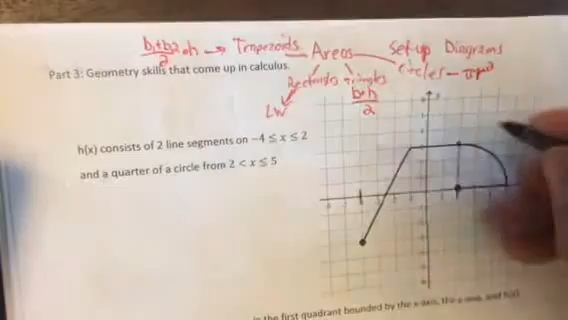 b1+b2 · h → Trapezoids Areas Set-up Diagrams
2
Part 3: Geometry skills that come up in calculus. circles - πr²
Rectangles triangles
LW b·h
2
h(x) consists of 2 line segments on −4 ≤ x ≤ 2
and a quarter of a circle from 2 < x ≤ 5
in the first quadrant bounded by the x-axis, the y-axis, and h(x)